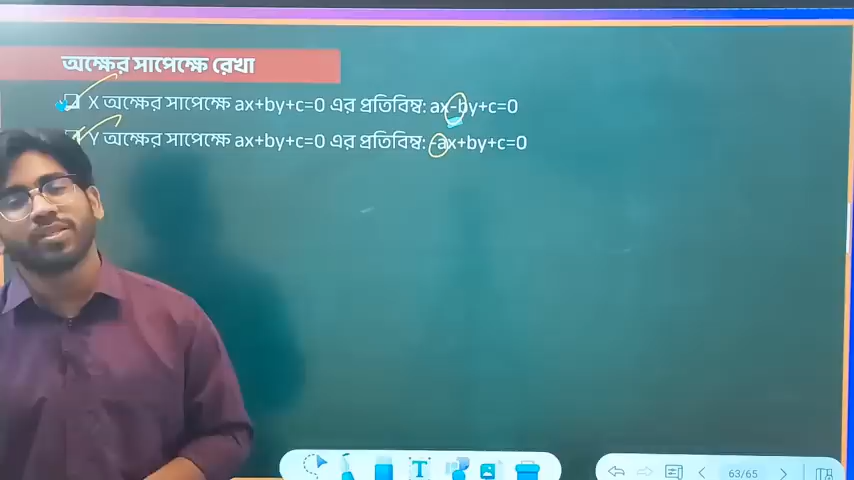 অক্ষের সাপেক্ষে রেখা
X অক্ষের সাপেক্ষে ax+by+c=0 এর প্রতিবিম্ব: ax-by+c=0
Y অক্ষের সাপেক্ষে ax+by+c=0 এর প্রতিবিম্ব: -ax+by+c=0
T
63/65